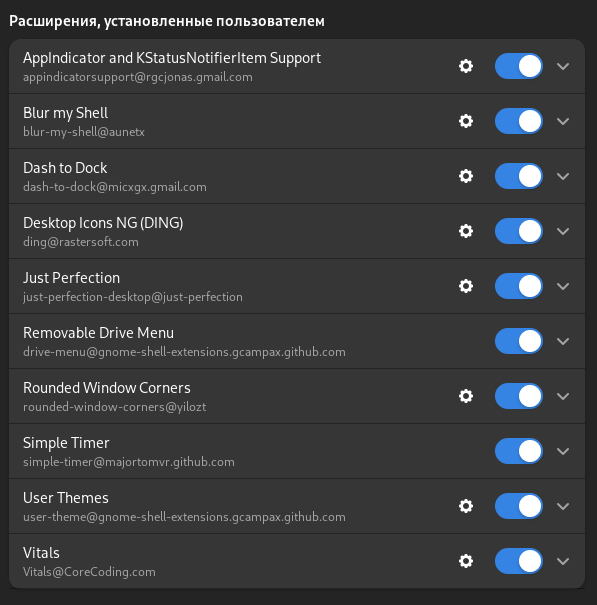 Расширения, установленные пользователем
AppIndicator and KStatusNotifierItem Support
appindicatorsupport@rgcjonas.gmail.com
Blur my Shell
blur-my-shell@aunetx
Dash to Dock
dash-to-dock@micxgx.gmail.com
Desktop Icons NG (DING)
ding@rastersoft.com
Just Perfection
just-perfection-desktop@just-perfection
Removable Drive Menu
drive-menu@gnome-shell-extensions.gcampax.github.com
Rounded Window Corners
rounded-window-corners@yilozt
Simple Timer
simple-timer@majortomvr.github.com
User Themes
user-theme@gnome-shell-extensions.gcampax.github.com
Vitals
Vitals@CoreCoding.com